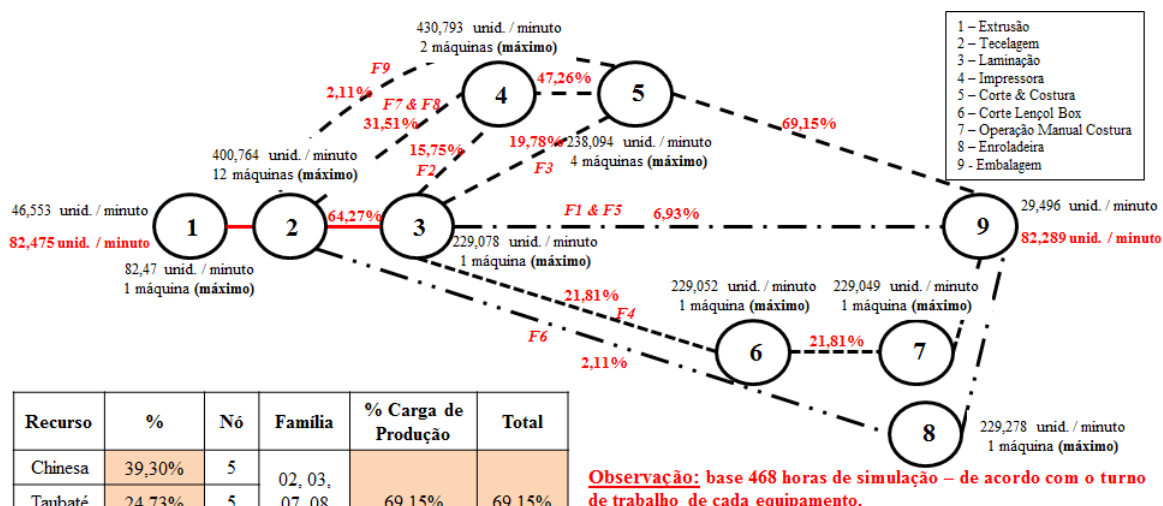 430,793 unid. / minuto
2 máquinas (máximo)
1 – Extrusão
2 – Tecelagem
3 – Laminação
4 – Impressora
5 – Corte & Costura
6 – Corte Lençol Box
7 – Operação Manual Costura
8 – Enroladeira
9 - Embalagem
F9
2,11%
F7 & F8
31,51%
4
47,26%
5
69,15%
15,75%
F2
19,78%
F3
238,094 unid. / minuto
4 máquinas (máximo)
400,764 unid. / minuto
12 máquinas (máximo)
46,553 unid. / minuto
82,475 unid. / minuto
1
2
64,27%
3
F1 & F5
6,93%
9
29,496 unid. / minuto
82,289 unid. / minuto
82,47 unid. / minuto
1 máquina (máximo)
229,078 unid. / minuto
1 máquina (máximo)
21,81%
F4
F6
2,11%
229,052 unid. / minuto
1 máquina (máximo)
229,049 unid. / minuto
1 máquina (máximo)
6
21,81%
7
8
229,278 unid. / minuto
1 máquina (máximo)
Recurso % Nó Família % Carga de Produção Total
Chinesa 39,30% 5 02, 03,
Taubaté 24,73% 5 07, 08 69,15% 69,15%
Observação: base 468 horas de simulação – de acordo com o turno
de trabalho de cada equipamento.